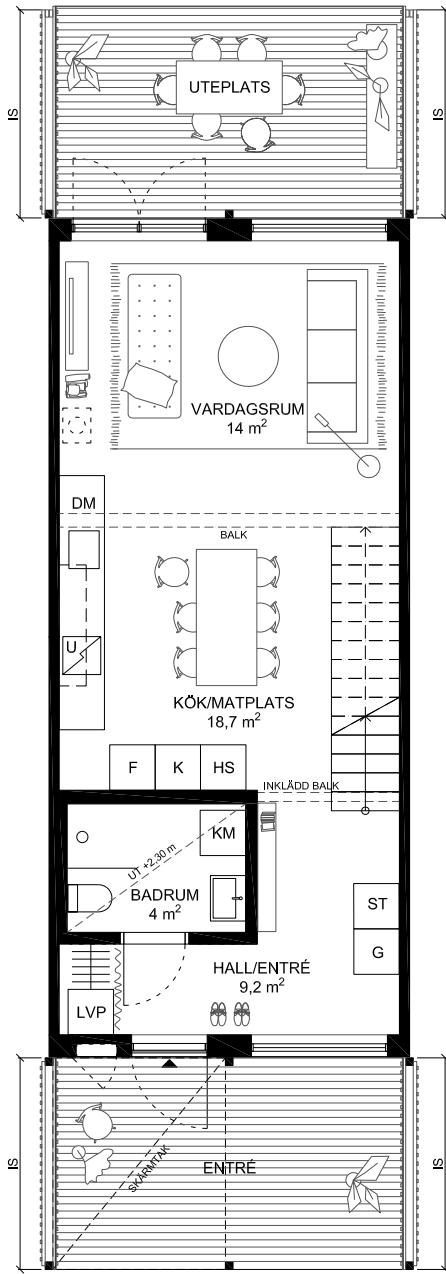 UTEPLATS
IS
IS
VARDAGSRUM
14 m²
DM
BALK
U
KÖK/MATPLATS
18,7 m²
F
K
HS
INKLÄDD BALK
KM
UT +2,30 m
BADRUM
4 m²
ST
G
HALL/ENTRÉ
9,2 m²
LVP
IS
IS
SKÄRMTAK
ENTRÉ